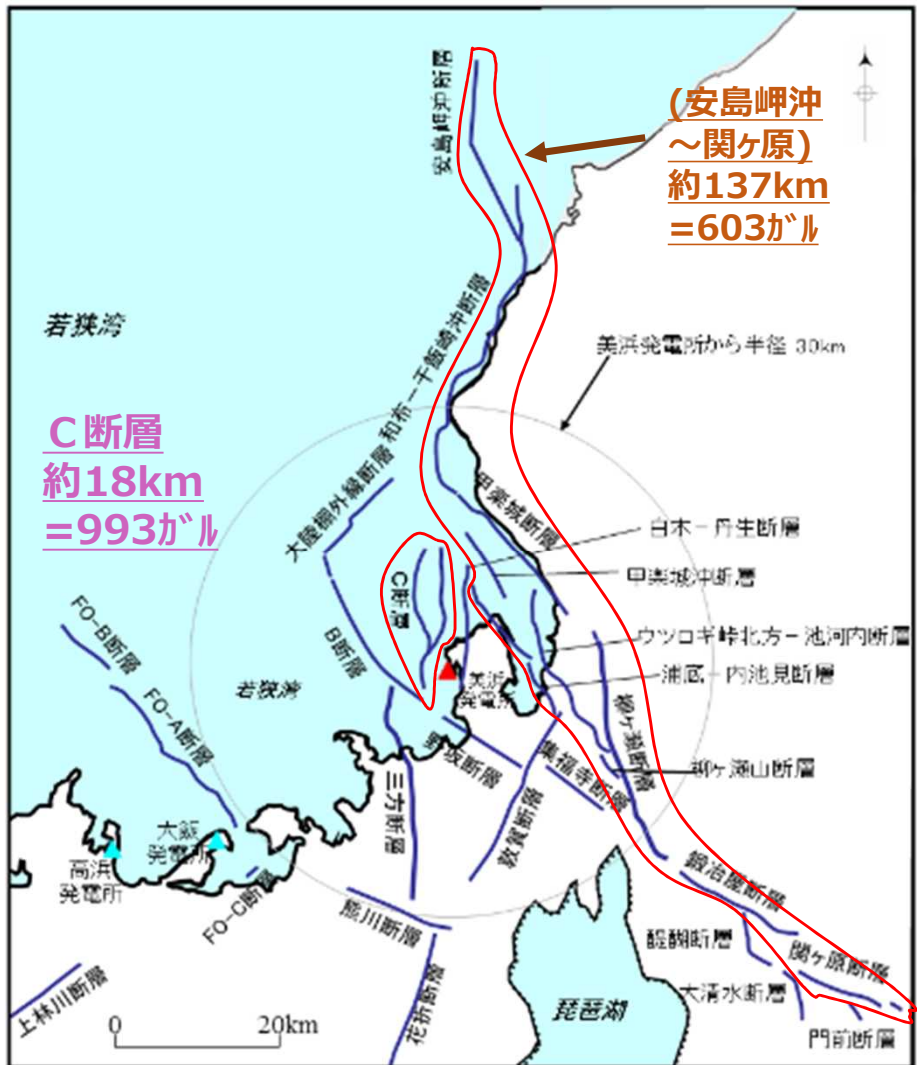 安島岬沖断層
(安島岬沖
～関ヶ原)
約137km
=603ｶﾞﾙ
若狭湾
和布－干飯崎沖断層
美浜発電所から半径 30km
C断層
約18km
=993ｶﾞﾙ
大陸棚外縁断層
甲楽城断層
白木－丹生断層
C断層
甲楽城沖断層
FO-B断層
B断層
ウツロギ峠北方－池河内断層
若狭湾
美浜
発電所
浦底－内池見断層
FO-A断層
柳ヶ瀬断層
野坂断層
集福寺断層
柳ヶ瀬山断層
三方断層
敦賀断層
大飯
発電所
高浜
発電所
FO-C断層
鍛冶屋断層
熊川断層
醍醐断層
関ヶ原断層
上林川断層
花折断層
琵琶湖
大清水断層
門前断層
0
20km